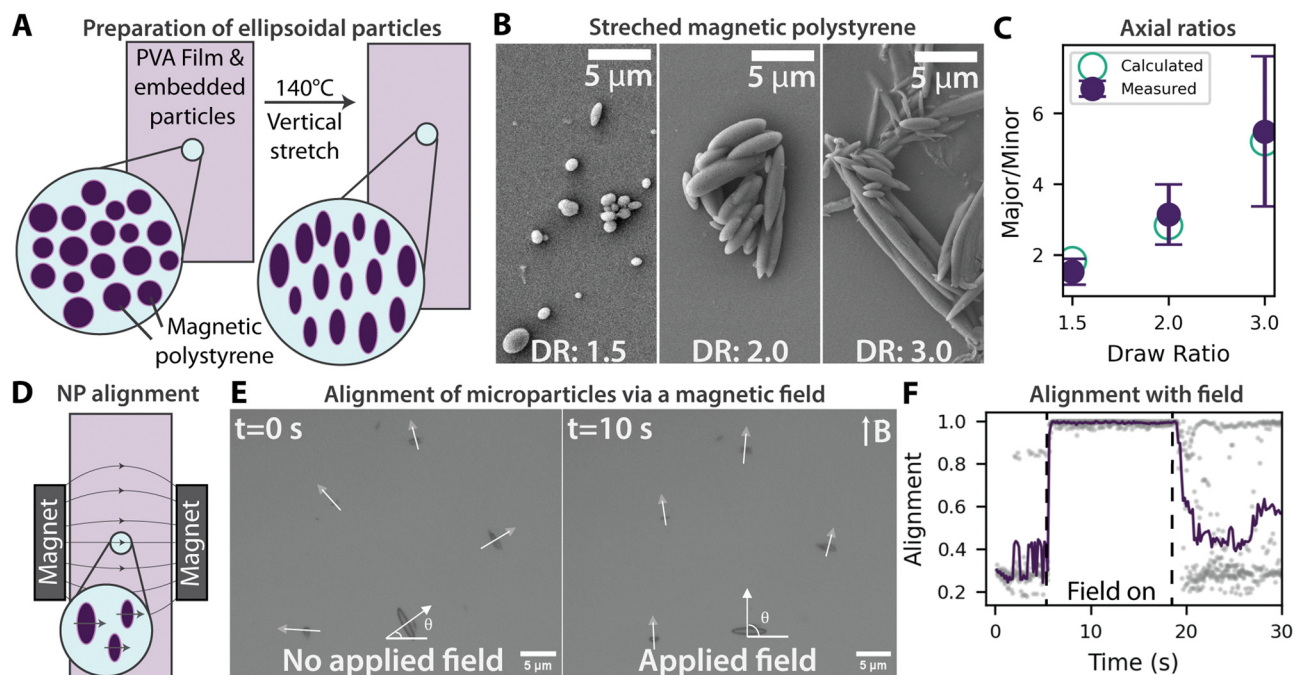 A Preparation of ellipsoidal particles
PVA Film &
embedded
particles
140°C
Vertical
stretch
Magnetic
polystyrene
B Streched magnetic polystyrene
5 µm
5 µm
5 µm
DR: 1.5
DR: 2.0
DR: 3.0
C Axial ratios
Calculated
Measured
Major/Minor
6
4
2
1.5
2.0
3.0
Draw Ratio
D NP alignment
Magnet
Magnet
E Alignment of microparticles via a magnetic field
t=0 s
θ
No applied field
5 µm
t=10 s
B
θ
Applied field
5 µm
F Alignment with field
Alignment
1.0
0.8
0.6
0.4
0.2
Field on
0
10
20
30
Time (s)